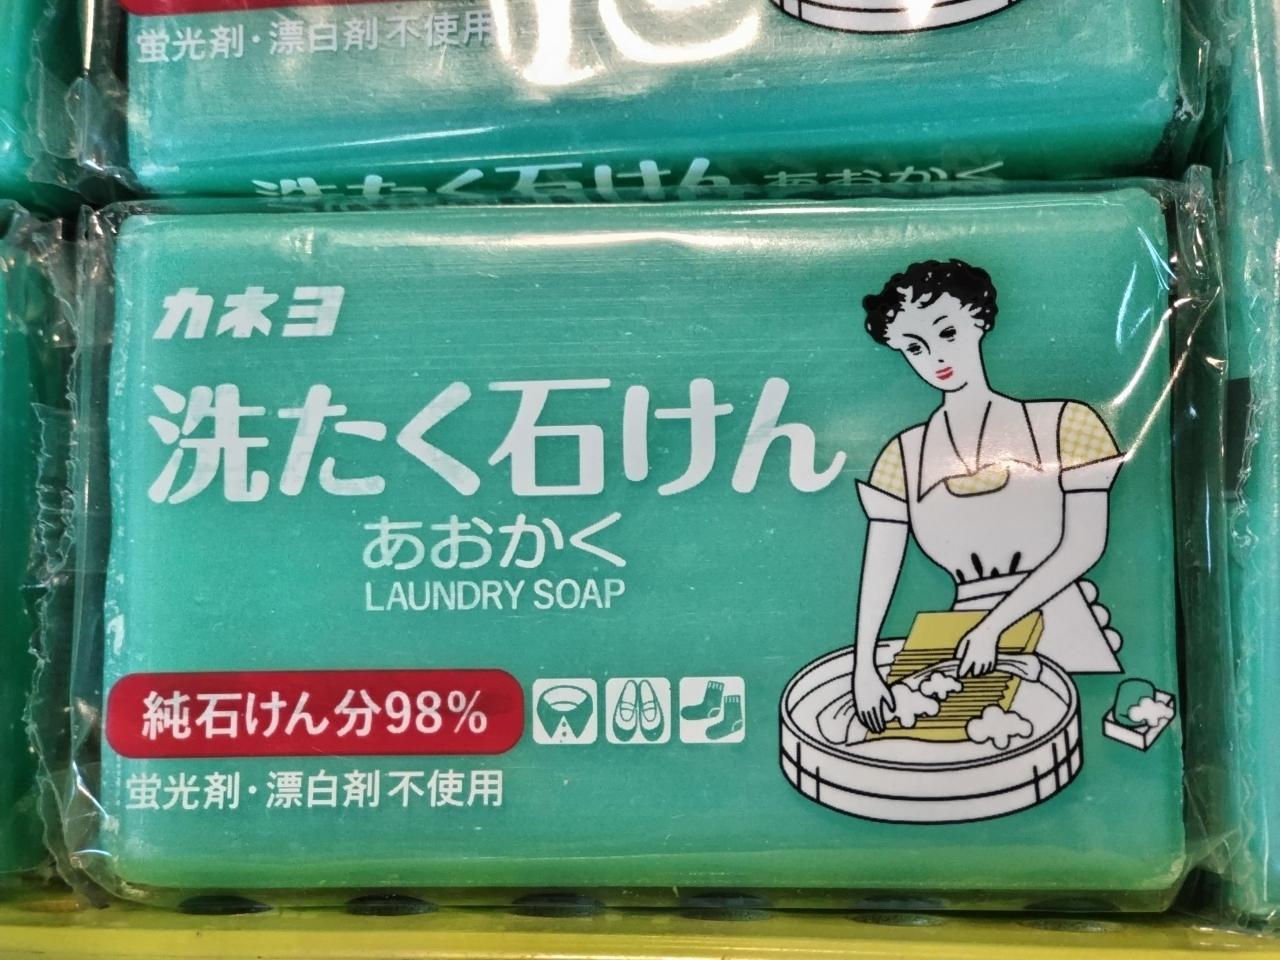 蛍光剤・漂白剤不使用
洗たく石けん あおかく
カネヨ
洗たく石けん
あおかく
LAUNDRY SOAP
純石けん分98%
蛍光剤・漂白剤不使用